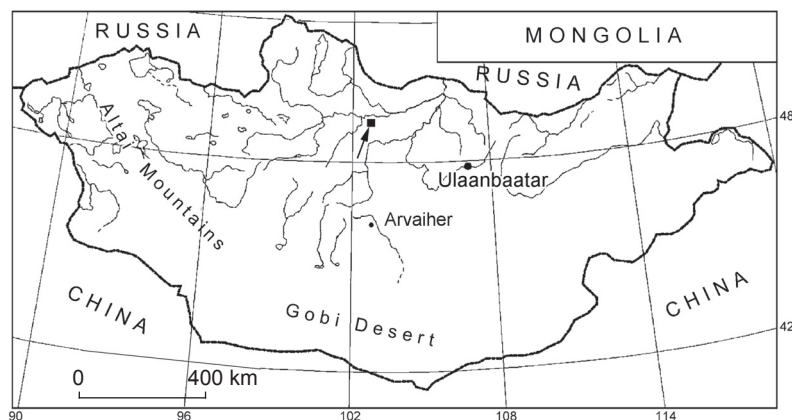 RUSSIA
MONGOLIA
RUSSIA
48
Altai Mountains
Ulaanbaatar
Arvaiher
CHINA
Gobi Desert
CHINA
42
0 400 km
90 96 102 108 114